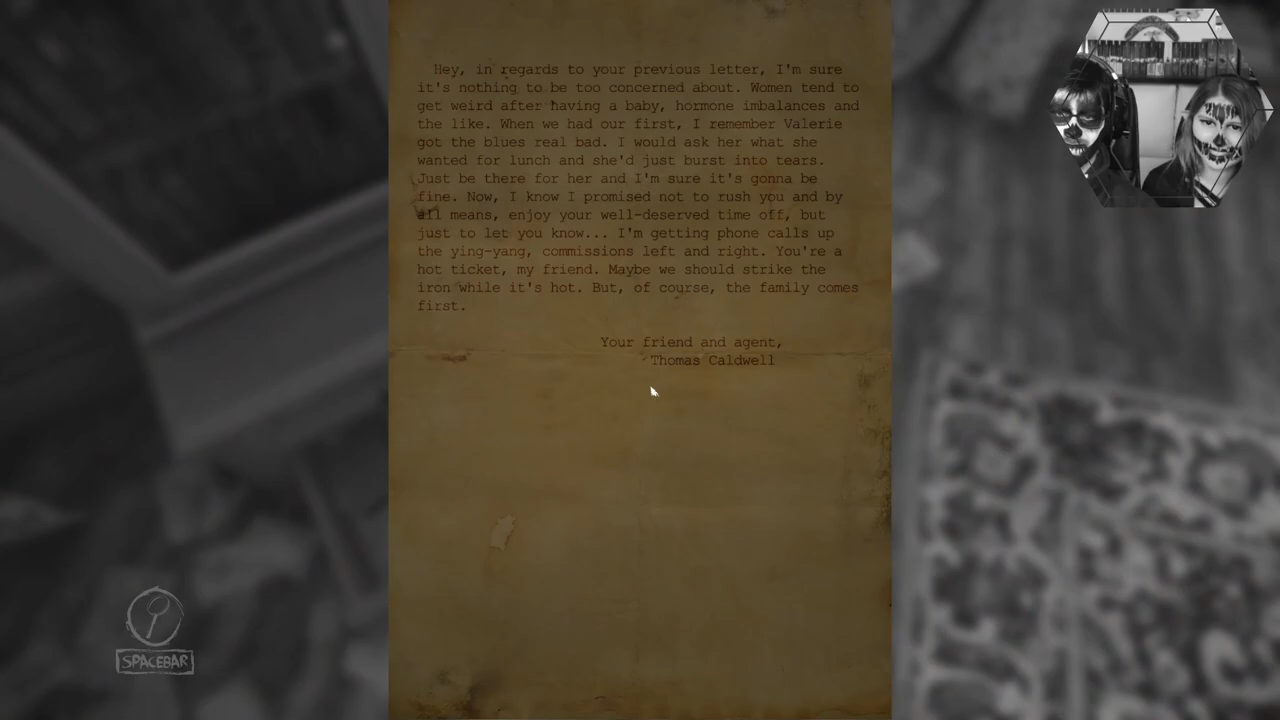 Hey, in regards to your previous letter, I'm sure
it's nothing to be too concerned about. Women tend to
get weird after having a baby, hormone imbalances and
the like. When we had our first, I remember Valerie
got the blues real bad. I would ask her what she
wanted for lunch and she'd just burst into tears.
Just be there for her and I'm sure it's gonna be
fine. Now, I know I promised not to rush you and by
all means, enjoy your well-deserved time off, but
just to let you know... I'm getting phone calls up
the ying-yang, commissions left and right. You're a
hot ticket, my friend. Maybe we should strike the
iron while it's hot. But, of course, the family comes
first.
Your friend and agent,
Thomas Caldwell
SPACEBAR